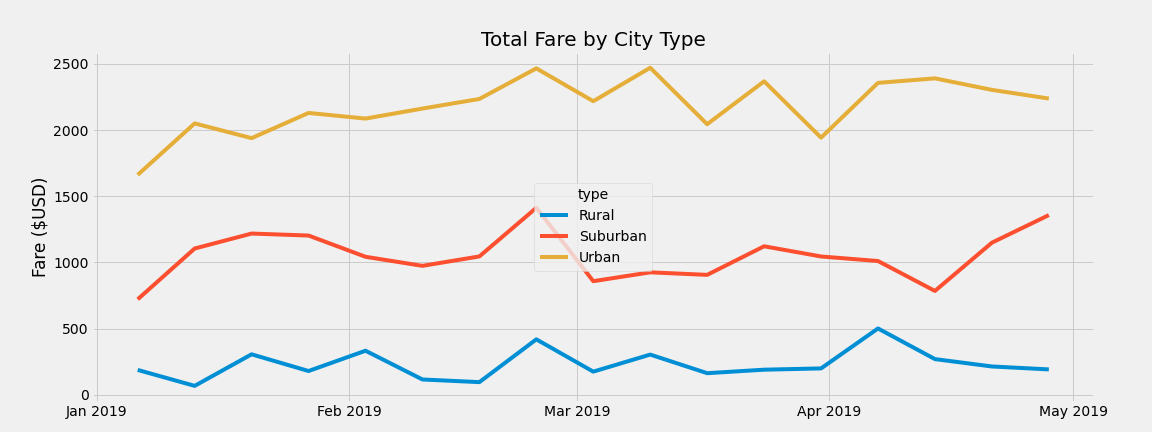 Total Fare by City Type
2500
2000
1500
1000
500
0
Fare ($USD)
type
Rural
Suburban
Urban
Jan 2019 Feb 2019 Mar 2019 Apr 2019 May 2019